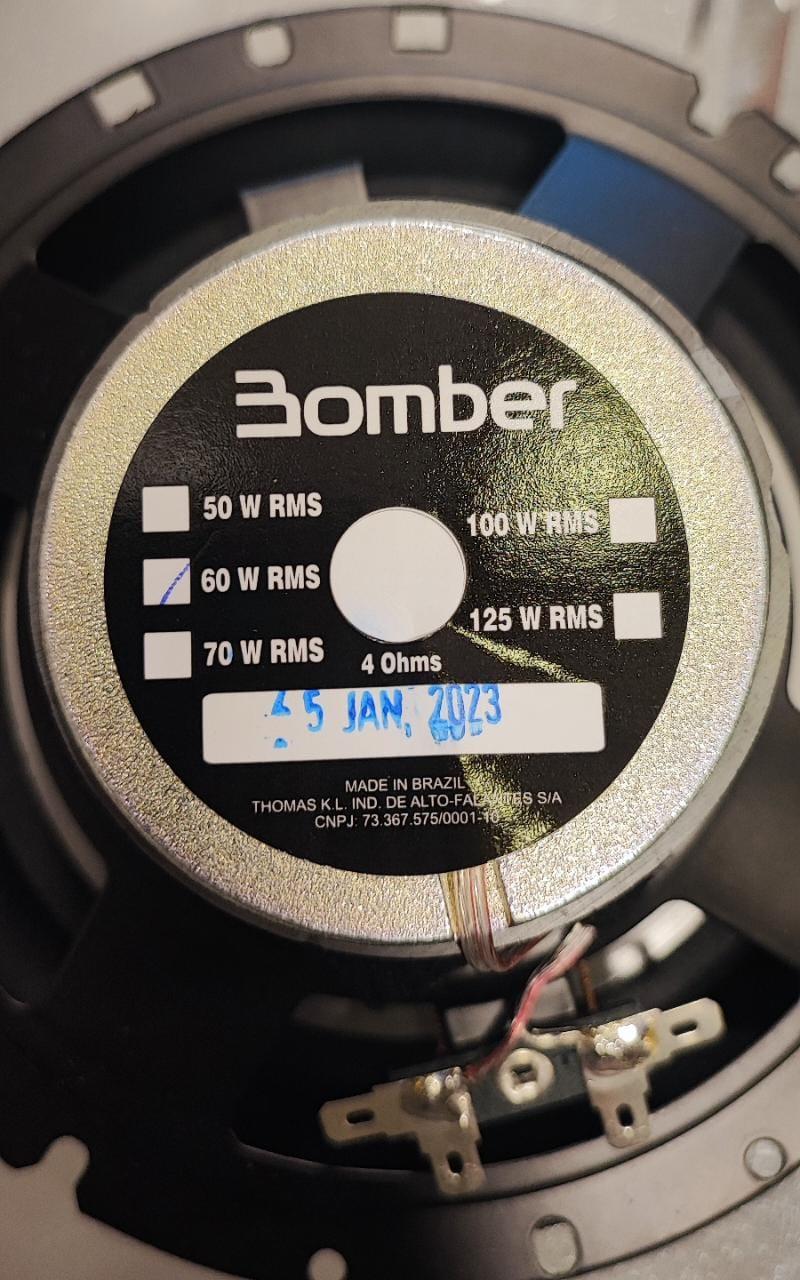 Bomber
50 W RMS
60 W RMS
70 W RMS
100 W RMS
125 W RMS
4 Ohms
5 JAN, 2023
MADE IN BRAZIL
THOMAS K.L. IND. DE ALTO-FALANTES S/A
CNPJ: 73.367.575/0001-10